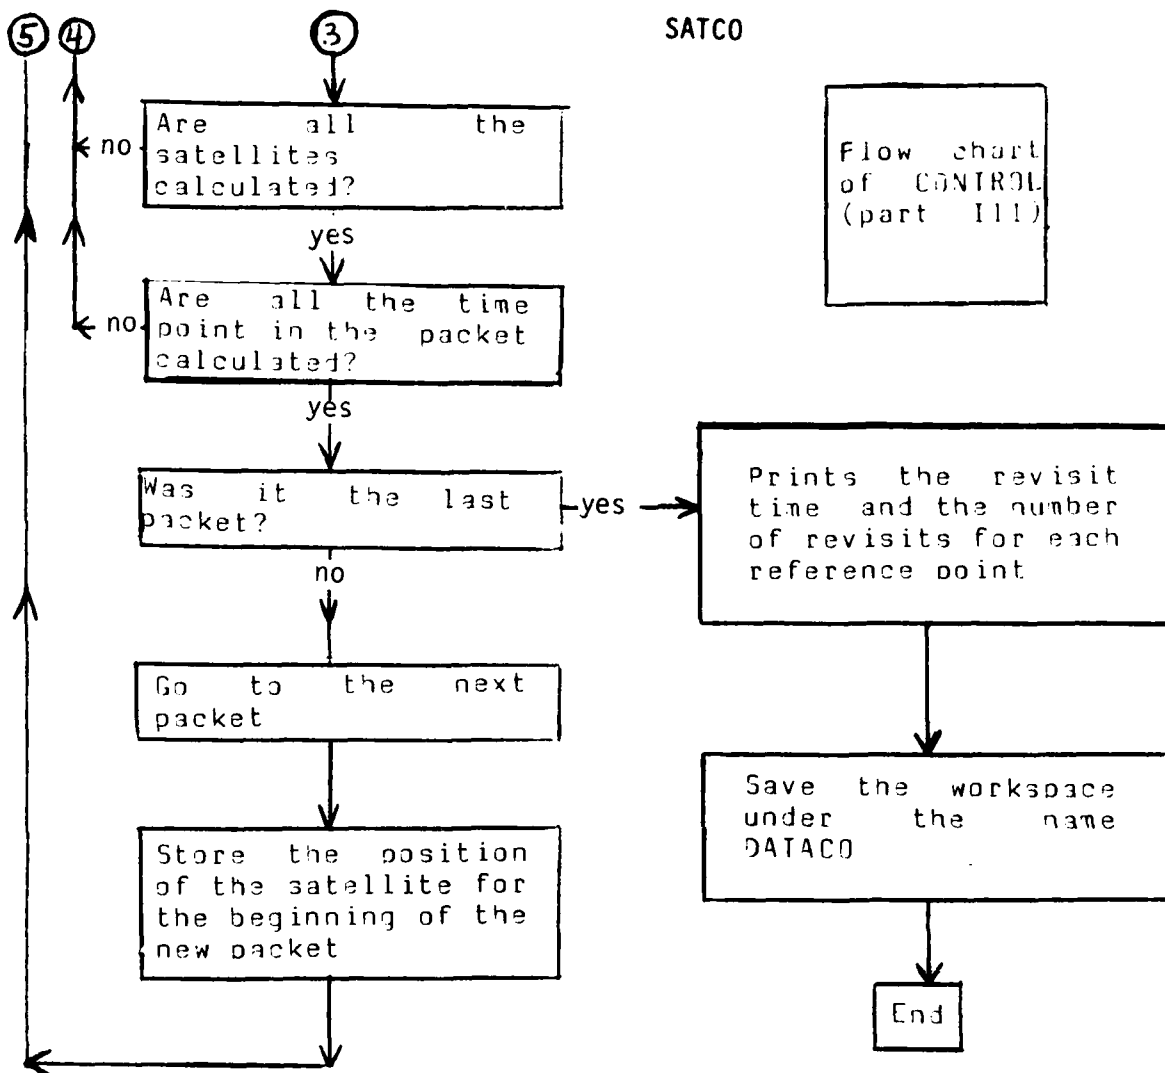 5 4 3
SATCO
Are all the
satellites
calculated?
no
yes
Flow chart
of CONTROL
(part III)
Are all the time
point in the packet
calculated?
no
yes
Was it the last
packet?
yes
no
Prints the revisit
time and the number
of revisits for each
reference point
Go to the next
packet
Save the workspace
under the name
DATACO
Store the position
of the satellite for
the beginning of the
new packet
End